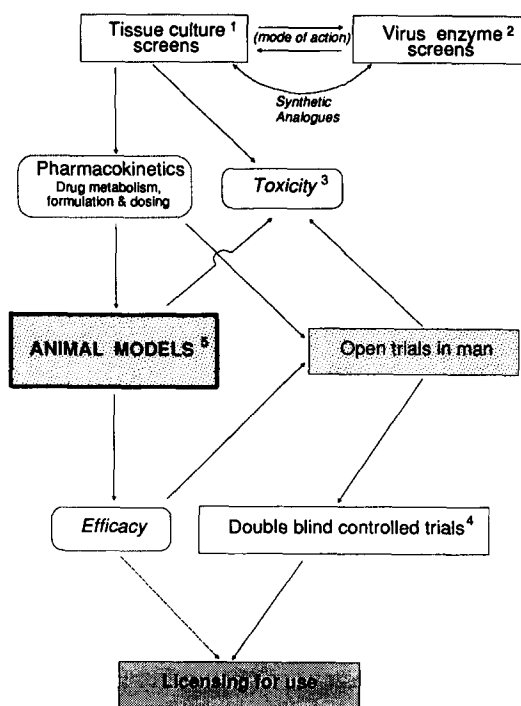 Tissue culture 1
screens
(mode of action)
Virus enzyme 2
screens
Synthetic
Analogues
Pharmacokinetics
Drug metabolism,
formulation & dosing
Toxicity 3
ANIMAL MODELS 5
Open trials in man
Efficacy
Double blind controlled trials 4
Licensing for use